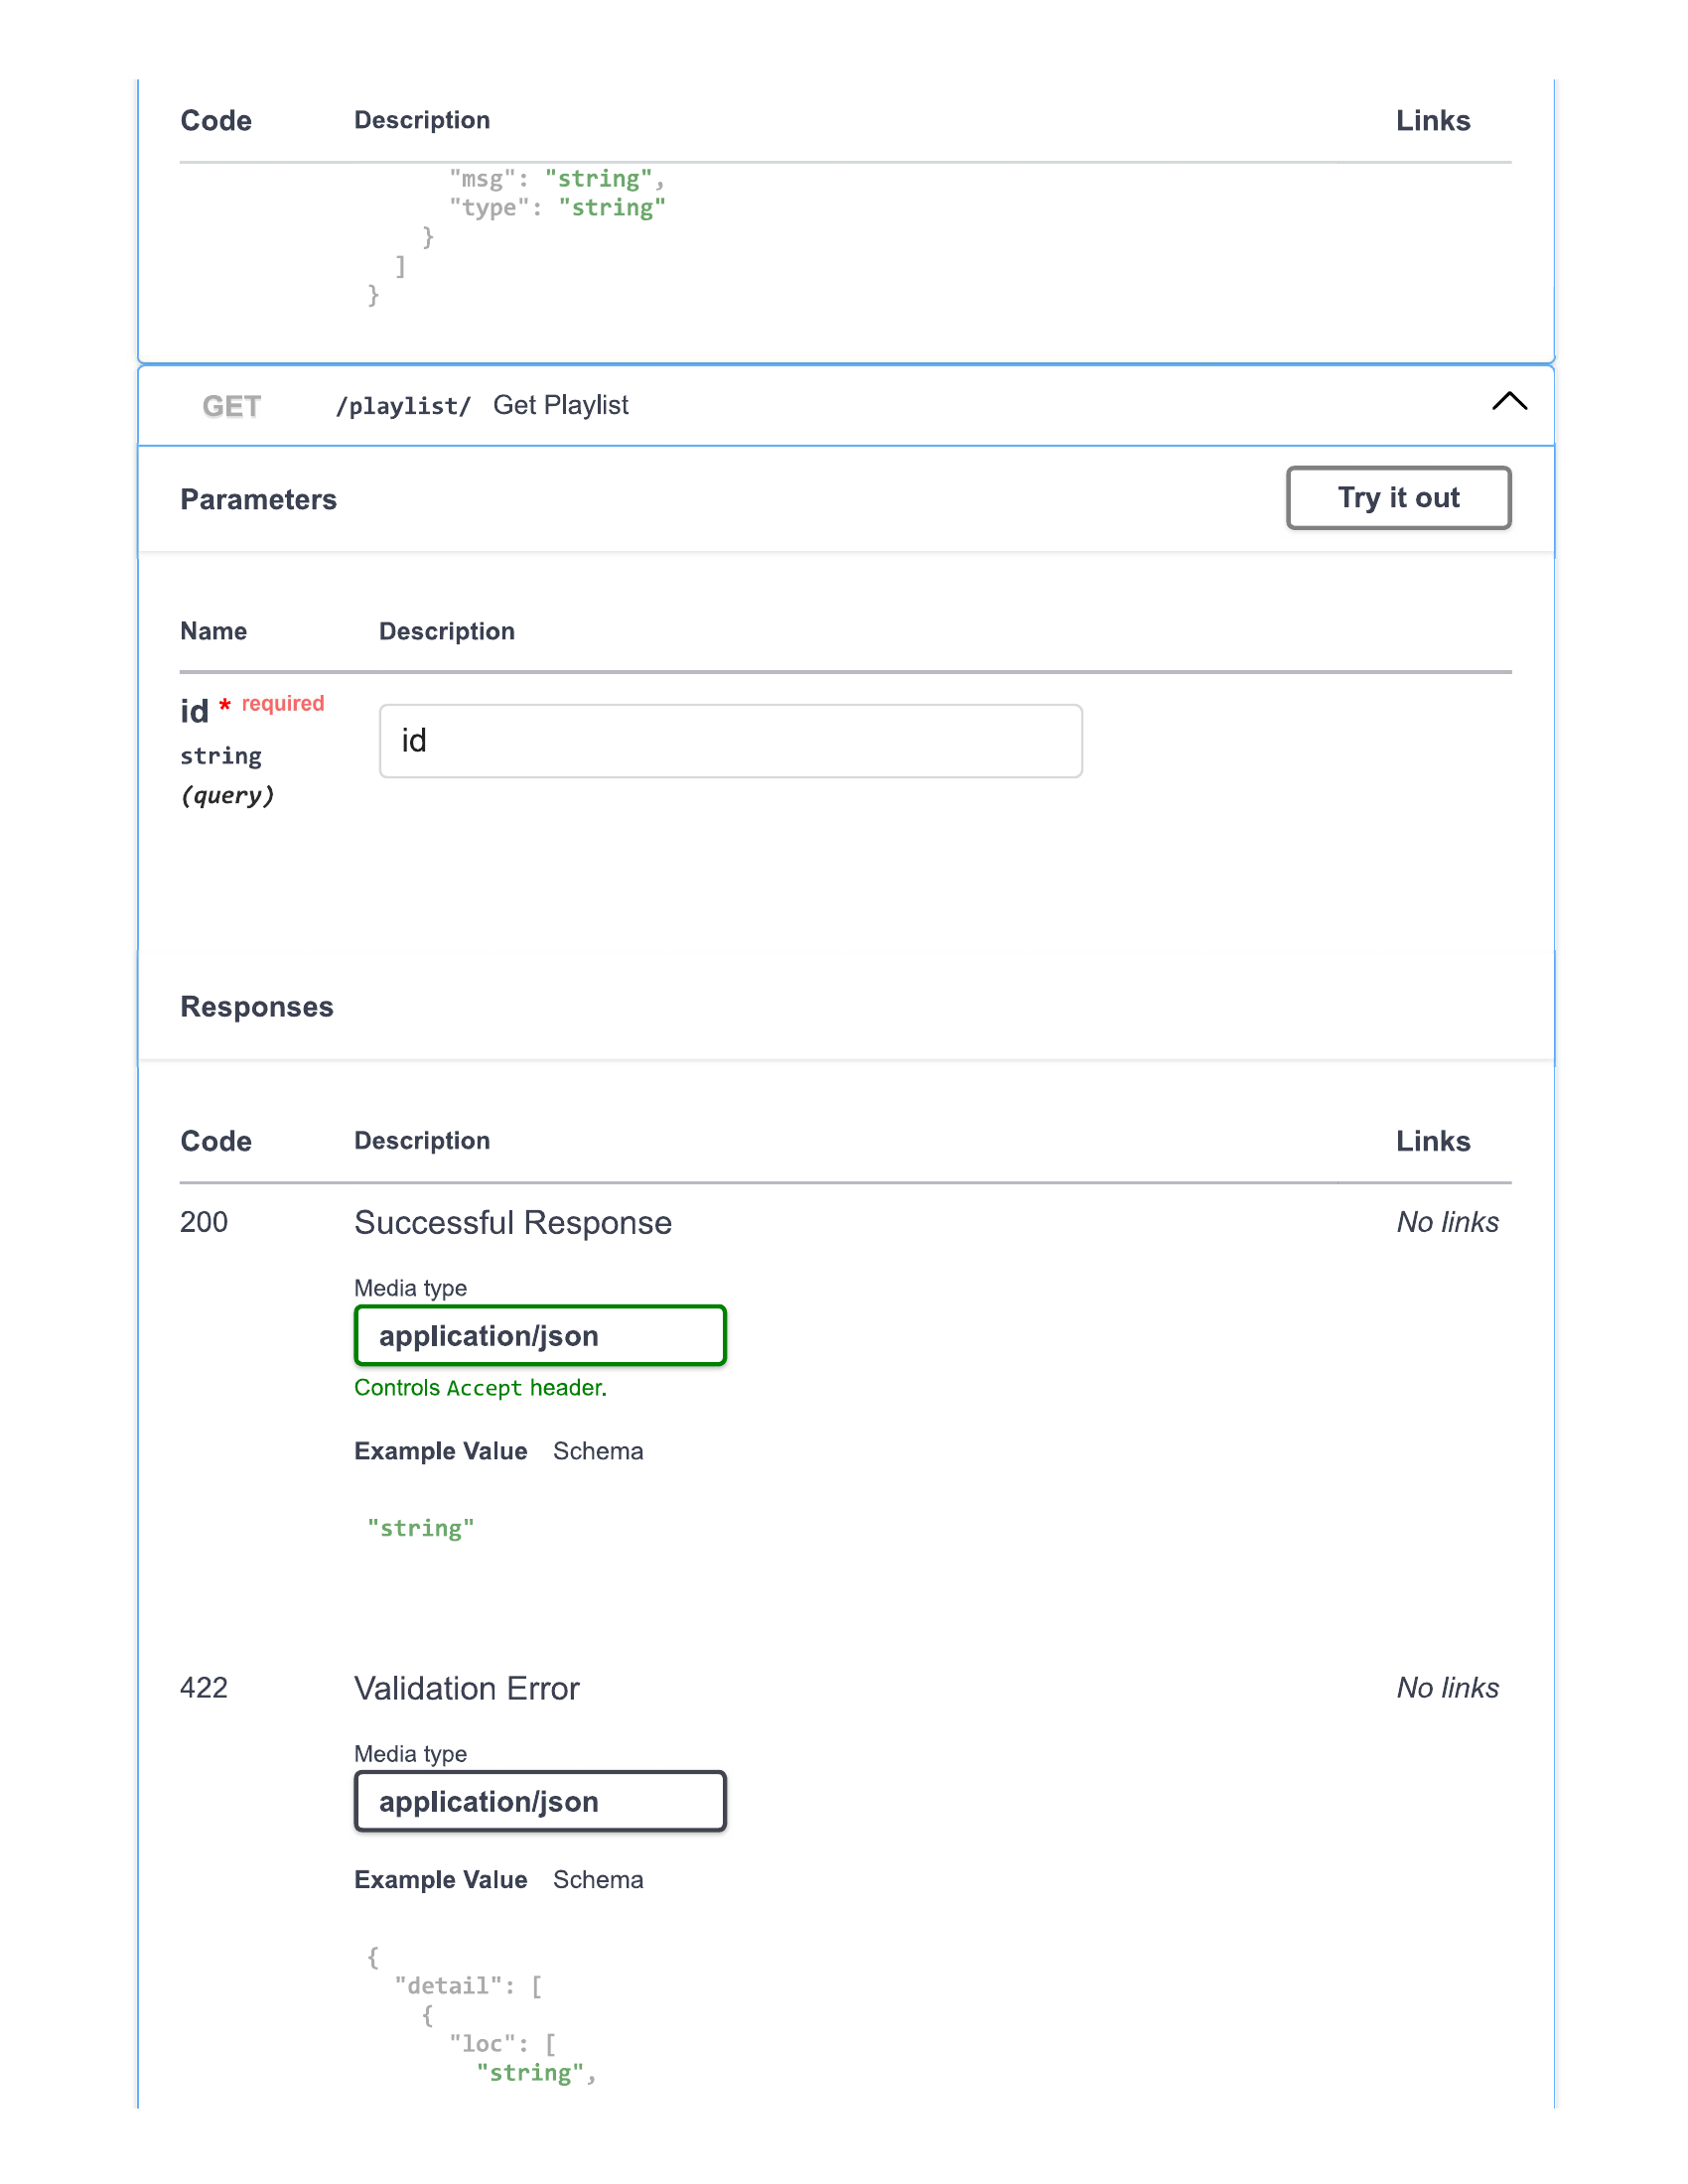 Code Description Links
"msg": "string",
"type": "string"
}
]
}
GET /playlist/ Get Playlist
Parameters Try it out
Name Description
id * required
id
string
(query)
Responses
Code Description Links
200 Successful Response No links
Media type
application/json
Controls Accept header.
Example Value Schema
"string"
422 Validation Error No links
Media type
application/json
Example Value Schema
{
"detail": [
{
"loc": [
"string",